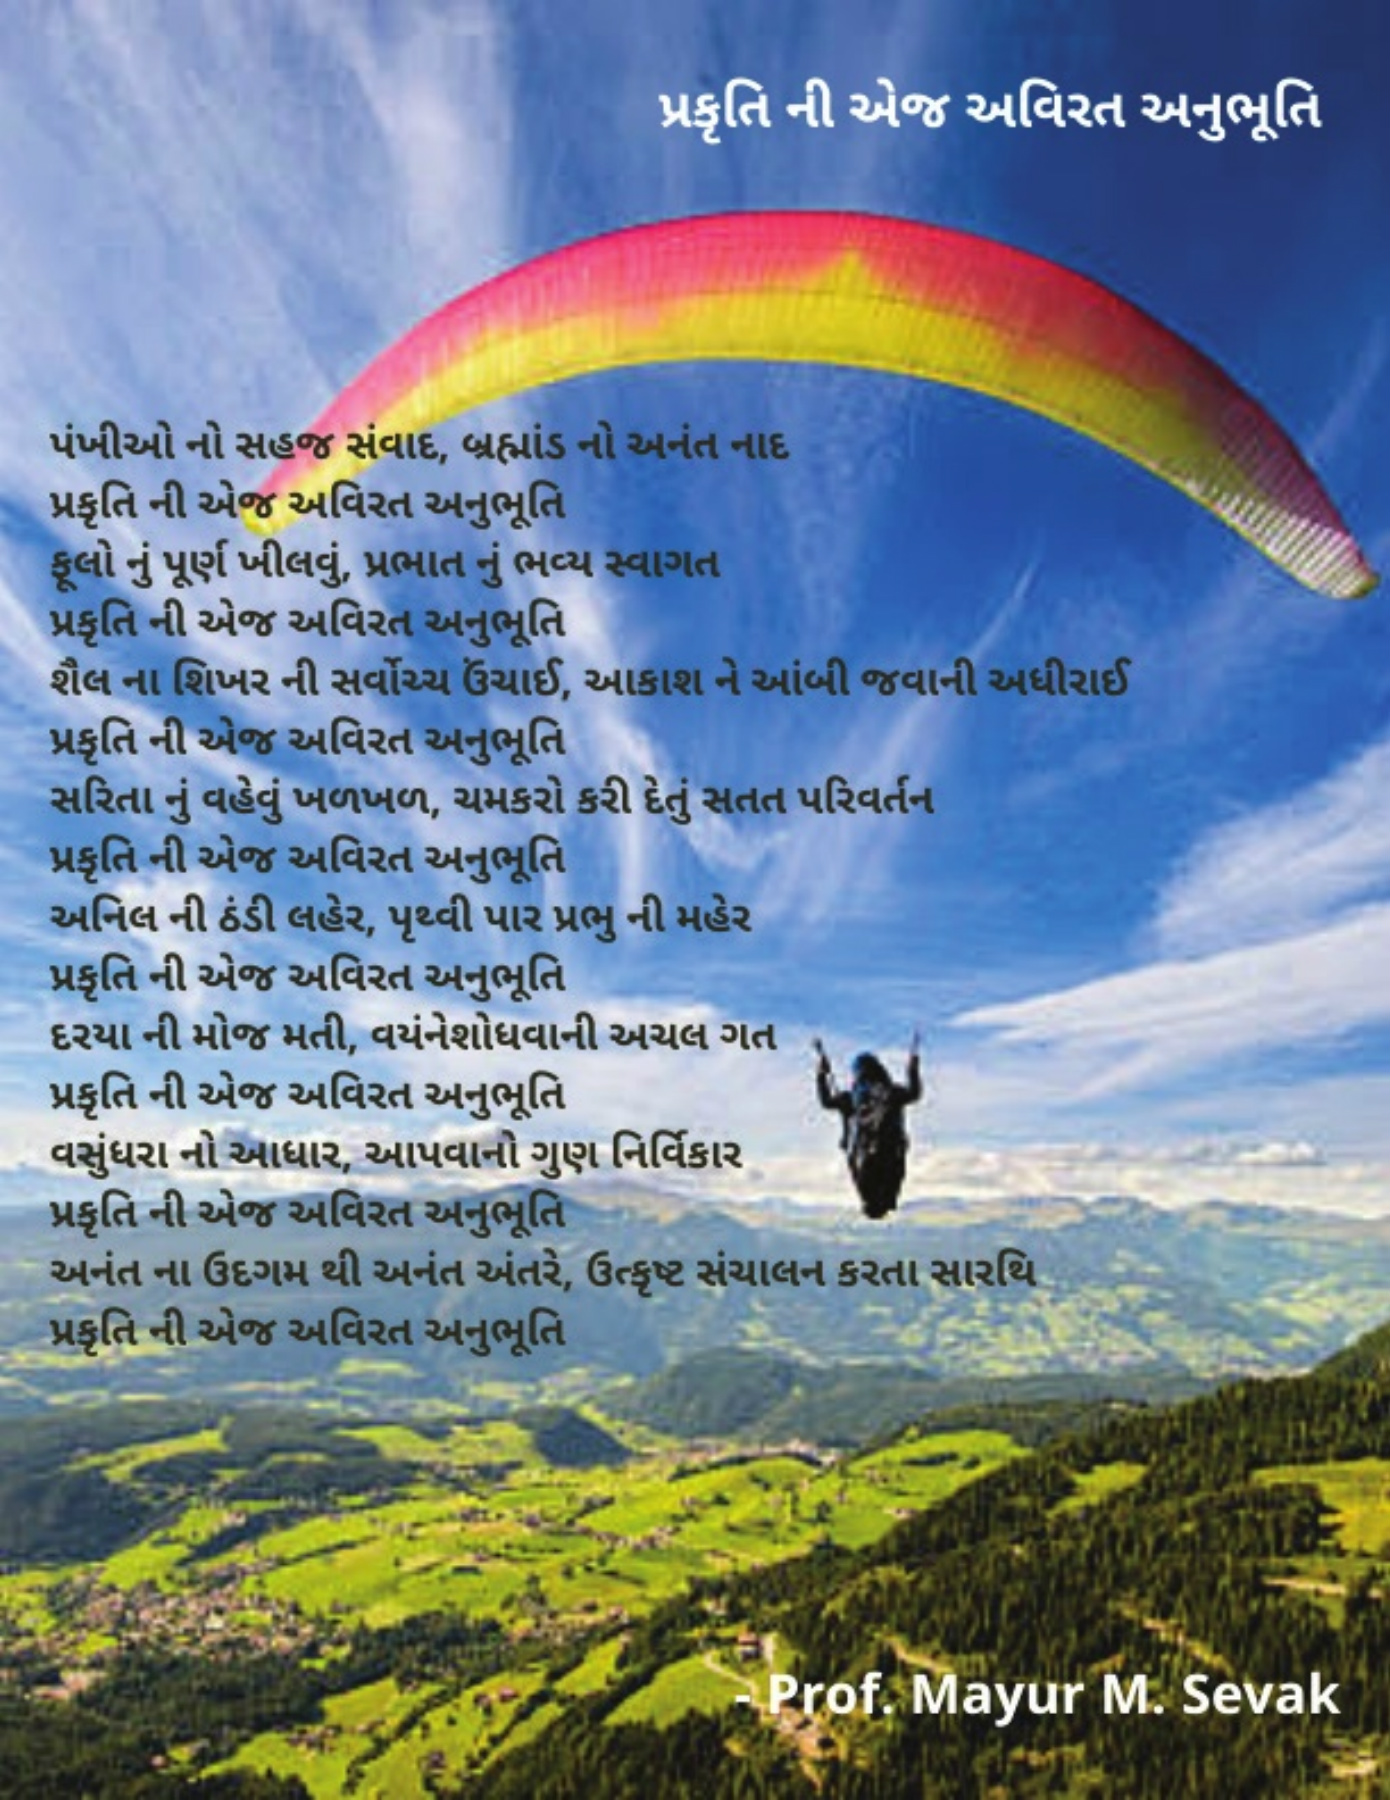 પ્રકૃતિ ની એજ અવિરત અનુભૂતિ
પંખીઓ નો સહજ સંવાદ, બ્રહ્માંડ નો અનંત નાદ
પ્રકૃતિ ની એજ અવિરત અનુભૂતિ
ફૂલો નું પૂર્ણ ખીલવું, પ્રભાત નું ભવ્ય સ્વાગત
પ્રકૃતિ ની એજ અવિરત અનુભૂતિ
શૈલ ના શિખર ની સર્વોચ્ચ ઉંચાઈ, આકાશ ને આંબી જવાની અધીરાઈ
પ્રકૃતિ ની એજ અવિરત અનુભૂતિ
સરિતા નું વહેવું ખળખળ, ચમકરો કરી દેતું સતત પરિવર્તન
પ્રકૃતિ ની એજ અવિરત અનુભૂતિ
અનિલ ની ઠંડી લહેર, પૃથ્વી પાર પ્રભુ ની મહેર
પ્રકૃતિ ની એજ અવિરત અનુભૂતિ
દરયા ની મોજ મતી, વયંનેશોધવાની અચલ ગત
પ્રકૃતિ ની એજ અવિરત અનુભૂતિ
વસુંધરા નો આધાર, આપવાનો ગુણ નિર્વિકાર
પ્રકૃતિ ની એજ અવિરત અનુભૂતિ
અનંત ના ઉદગમ થી અનંત અંતરે, ઉત્કૃષ્ટ સંચાલન કરતા સારથિ
પ્રકૃતિ ની એજ અવિરત અનુભૂતિ
- Prof. Mayur M. Sevak